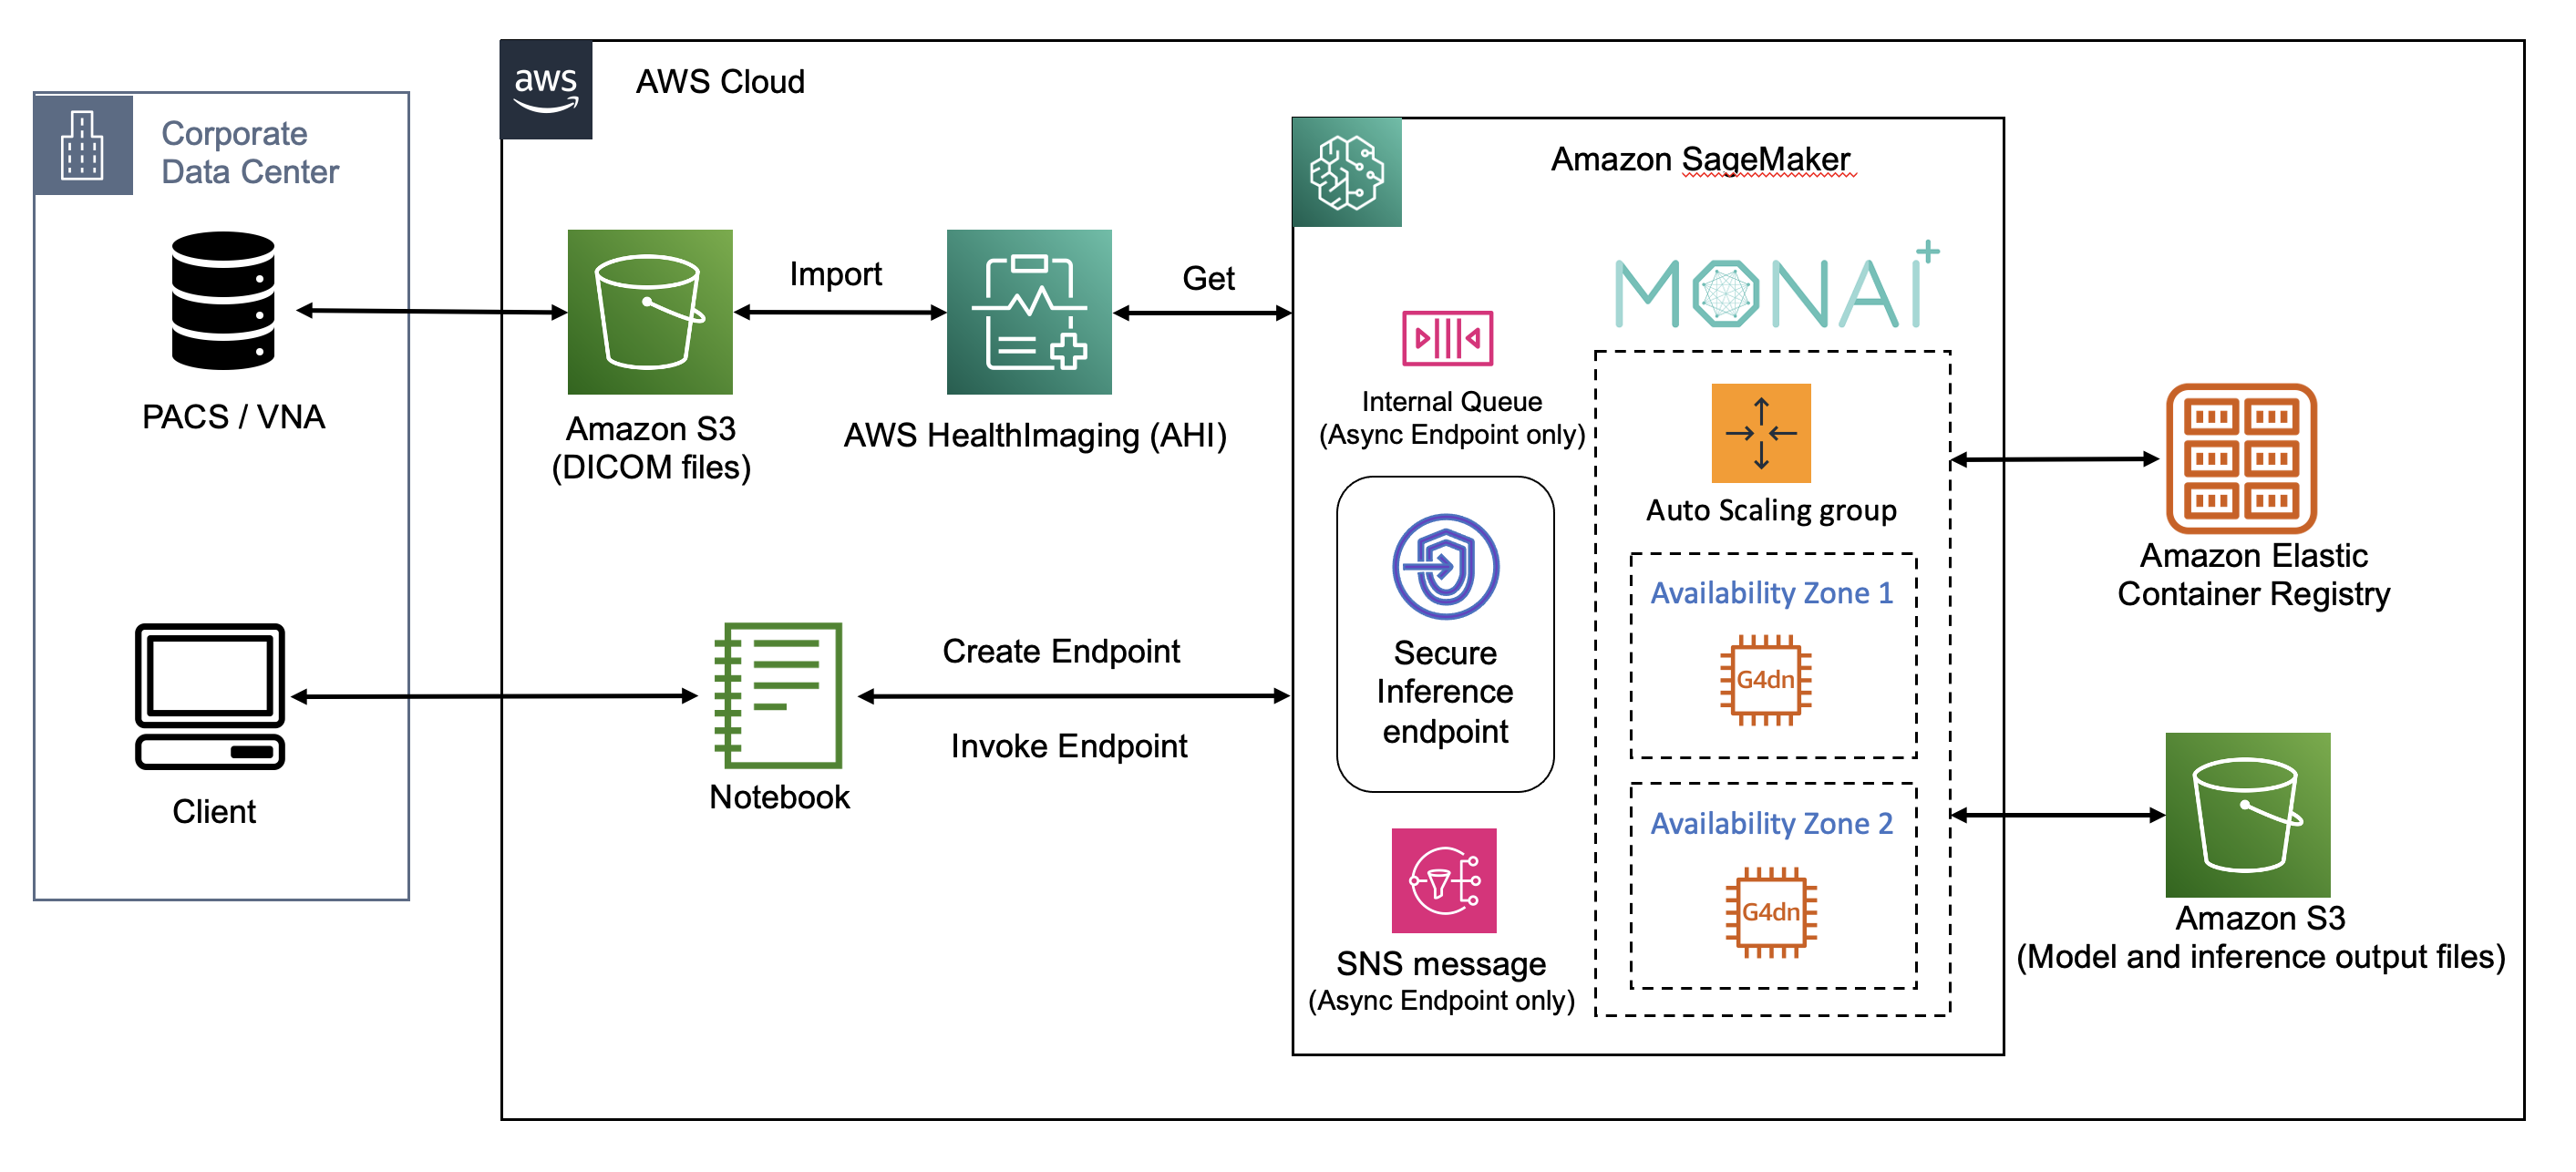 aws
AWS Cloud
Corporate
Data Center
Amazon SageMaker
MONAI+
Import
Get
PACS / VNA
Amazon S3
(DICOM files)
AWS HealthImaging (AHI)
Internal Queue
(Async Endpoint only)
Auto Scaling group
Amazon Elastic
Container Registry
Availability Zone 1
G4dn
Client
Notebook
Create Endpoint
Invoke Endpoint
Secure
Inference
endpoint
Availability Zone 2
G4dn
SNS message
(Async Endpoint only)
Amazon S3
(Model and inference output files)